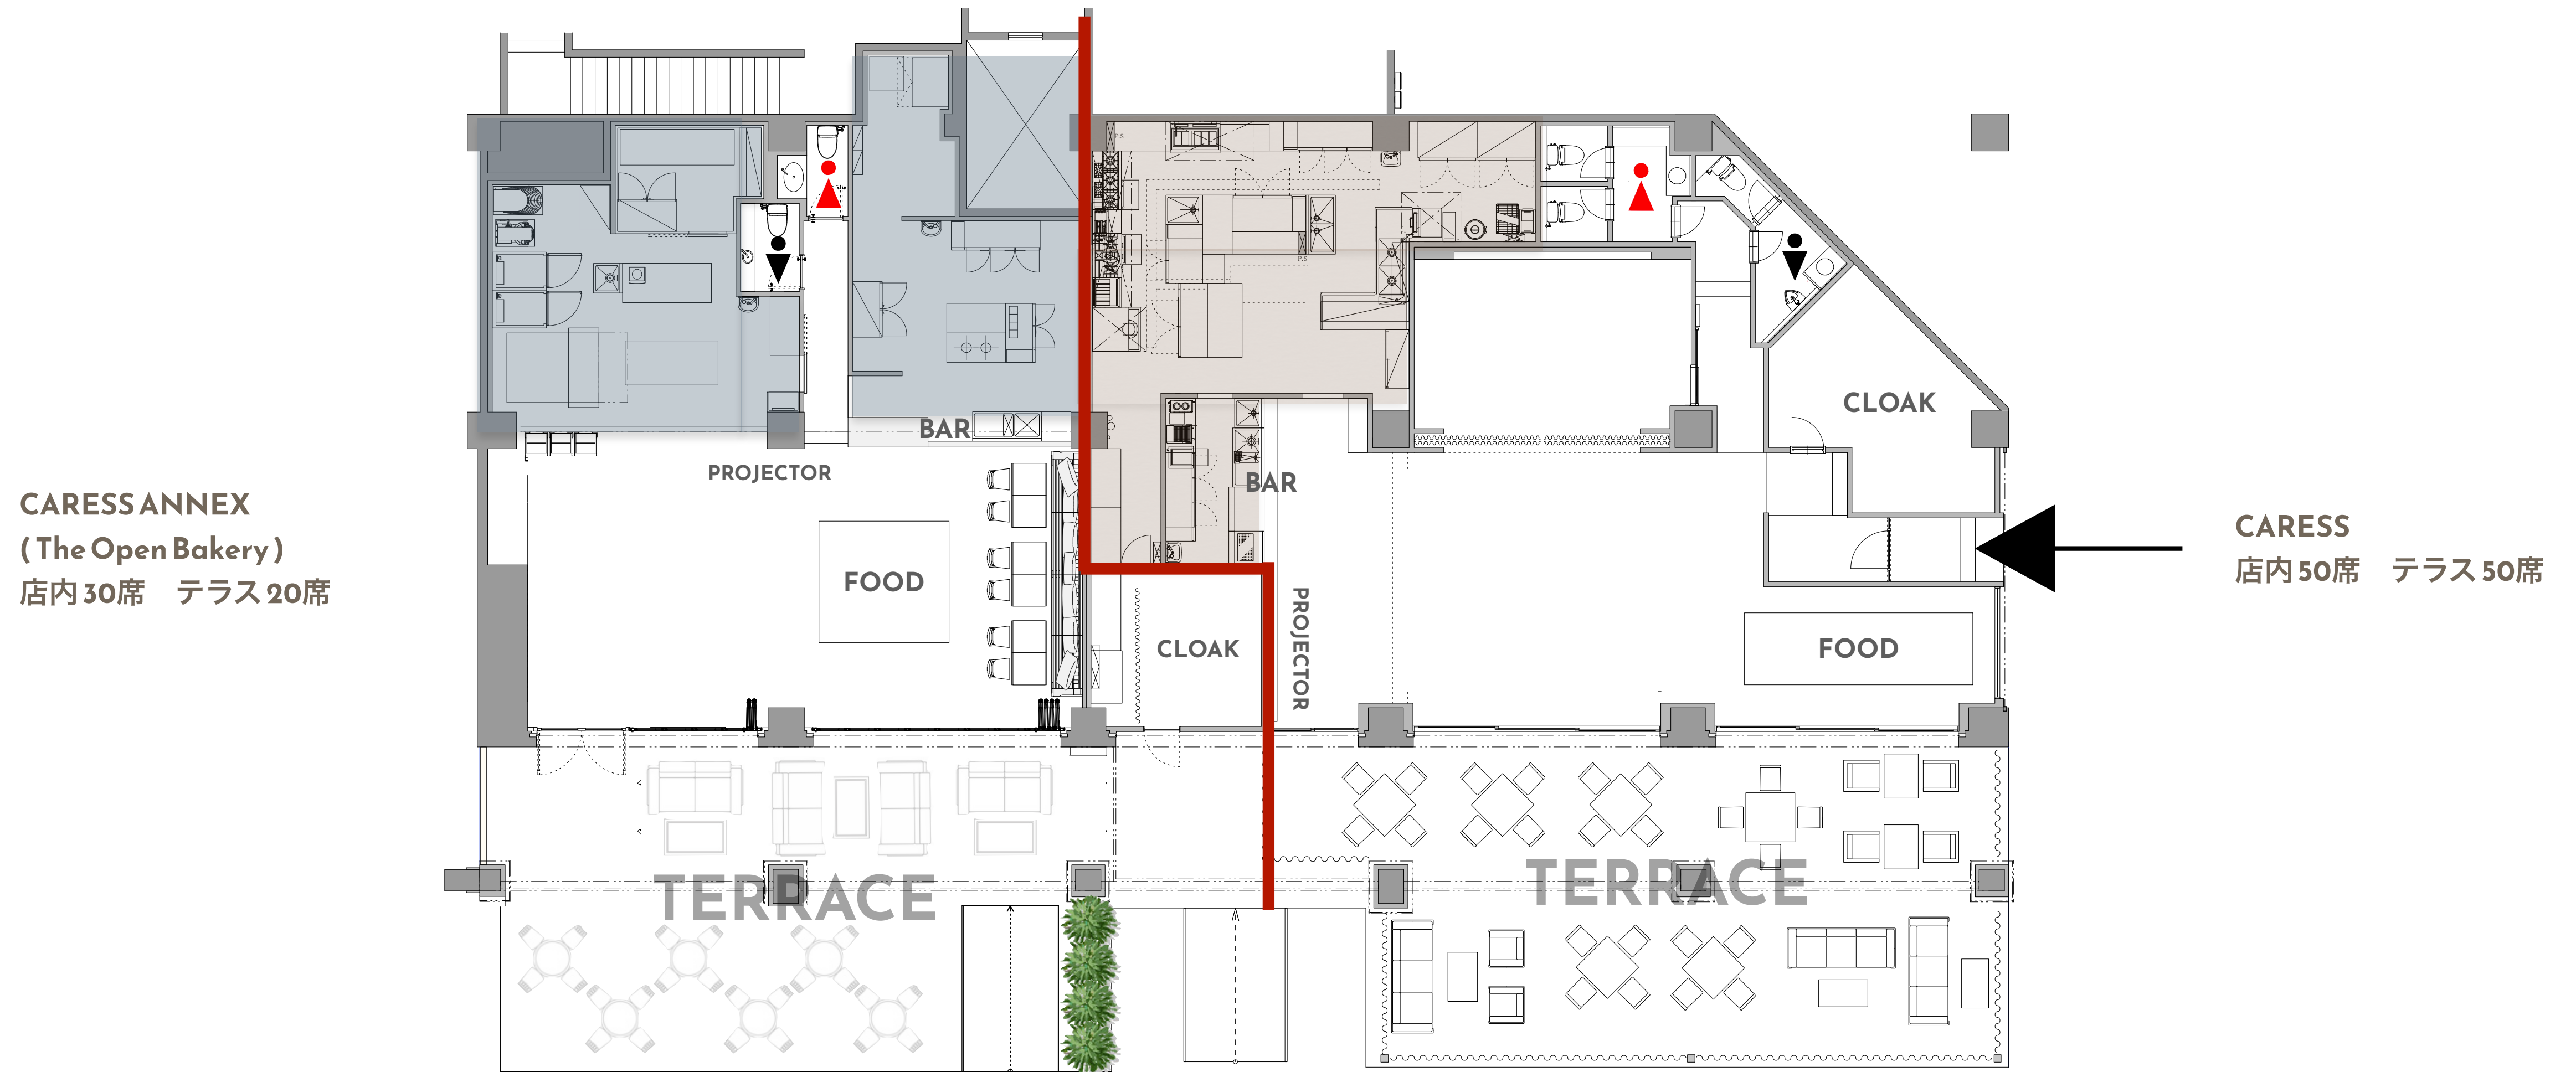 CARESS ANNEX
( The Open Bakery )
店内 30席　テラス 20席
BAR
PROJECTOR
FOOD
TERRACE
P.S
P.S
BAR
CLOAK
PROJECTOR
CLOAK
FOOD
TERRACE
CARESS
店内 50席　テラス 50席